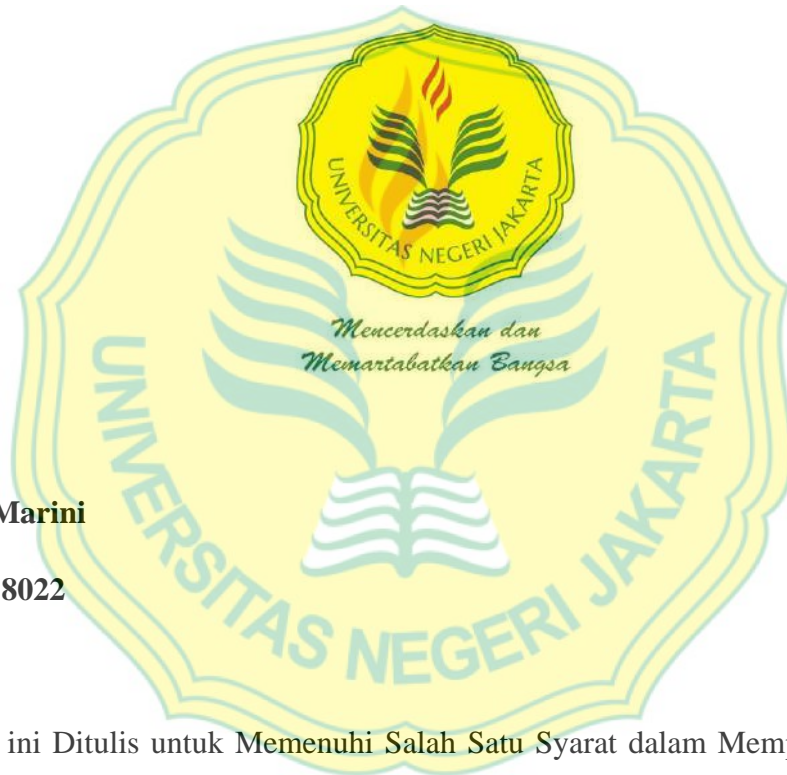 UNIVERSITAS NEGERI JAKARTA
Mencerdaskan dan
Memartabatkan Bangsa
UNIVERSITAS NEGERI JAKARTA
Marini
8022
ini Ditulis untuk Memenuhi Salah Satu Syarat dalam